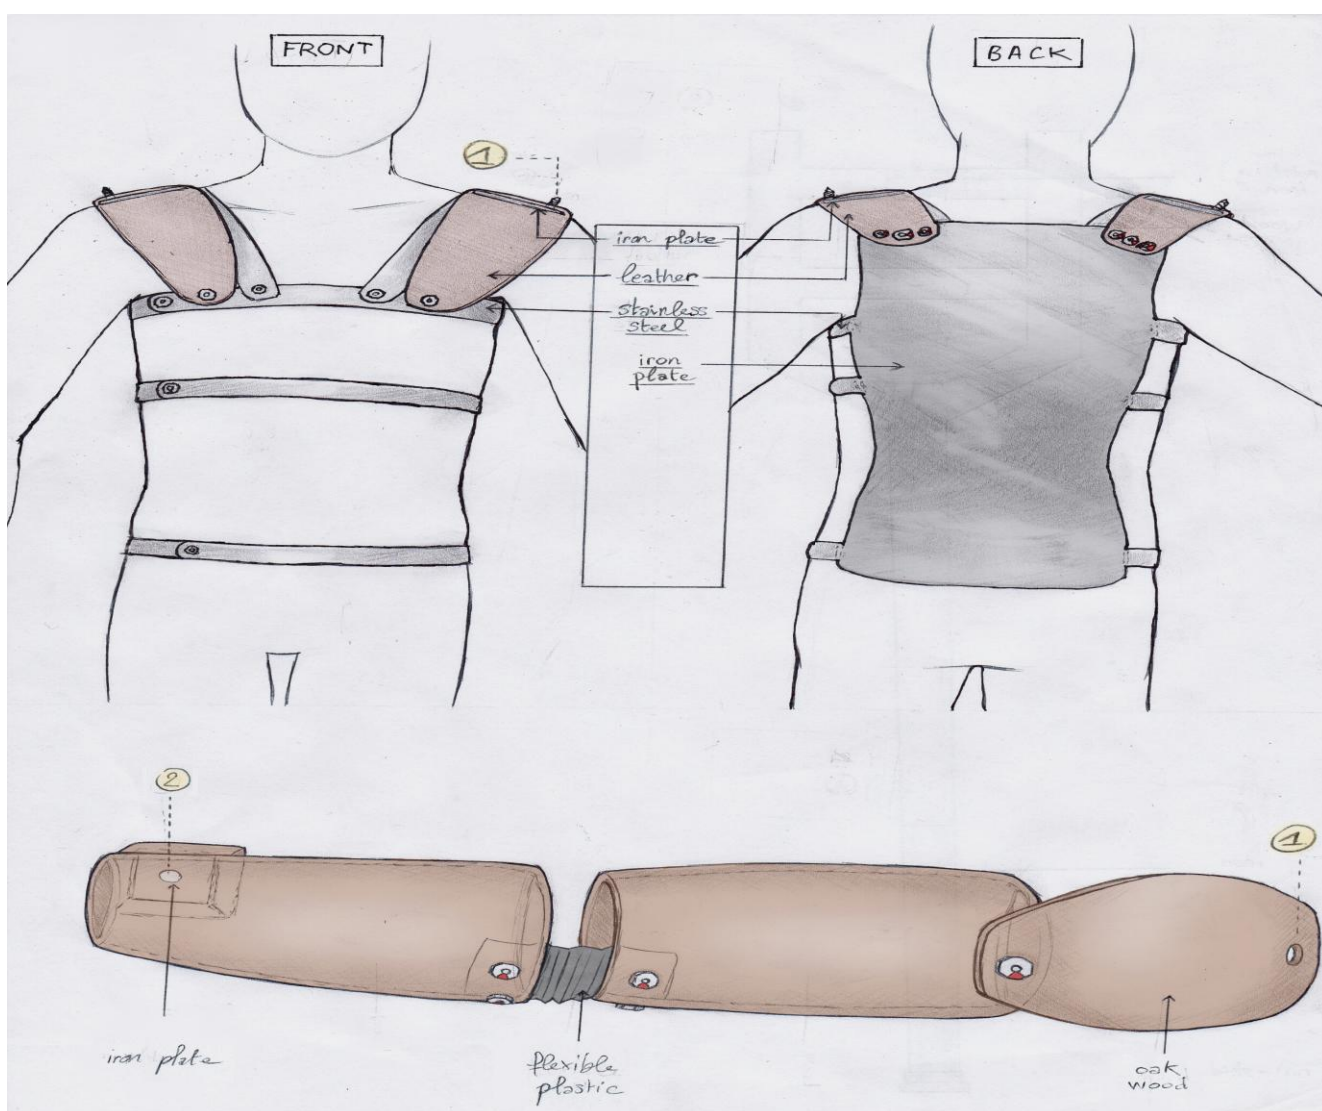 FRONT
BACK
1
iron plate
leather
stainless
steel
iron
plate
2
1
iron plate
flexible
plastic
oak
wood